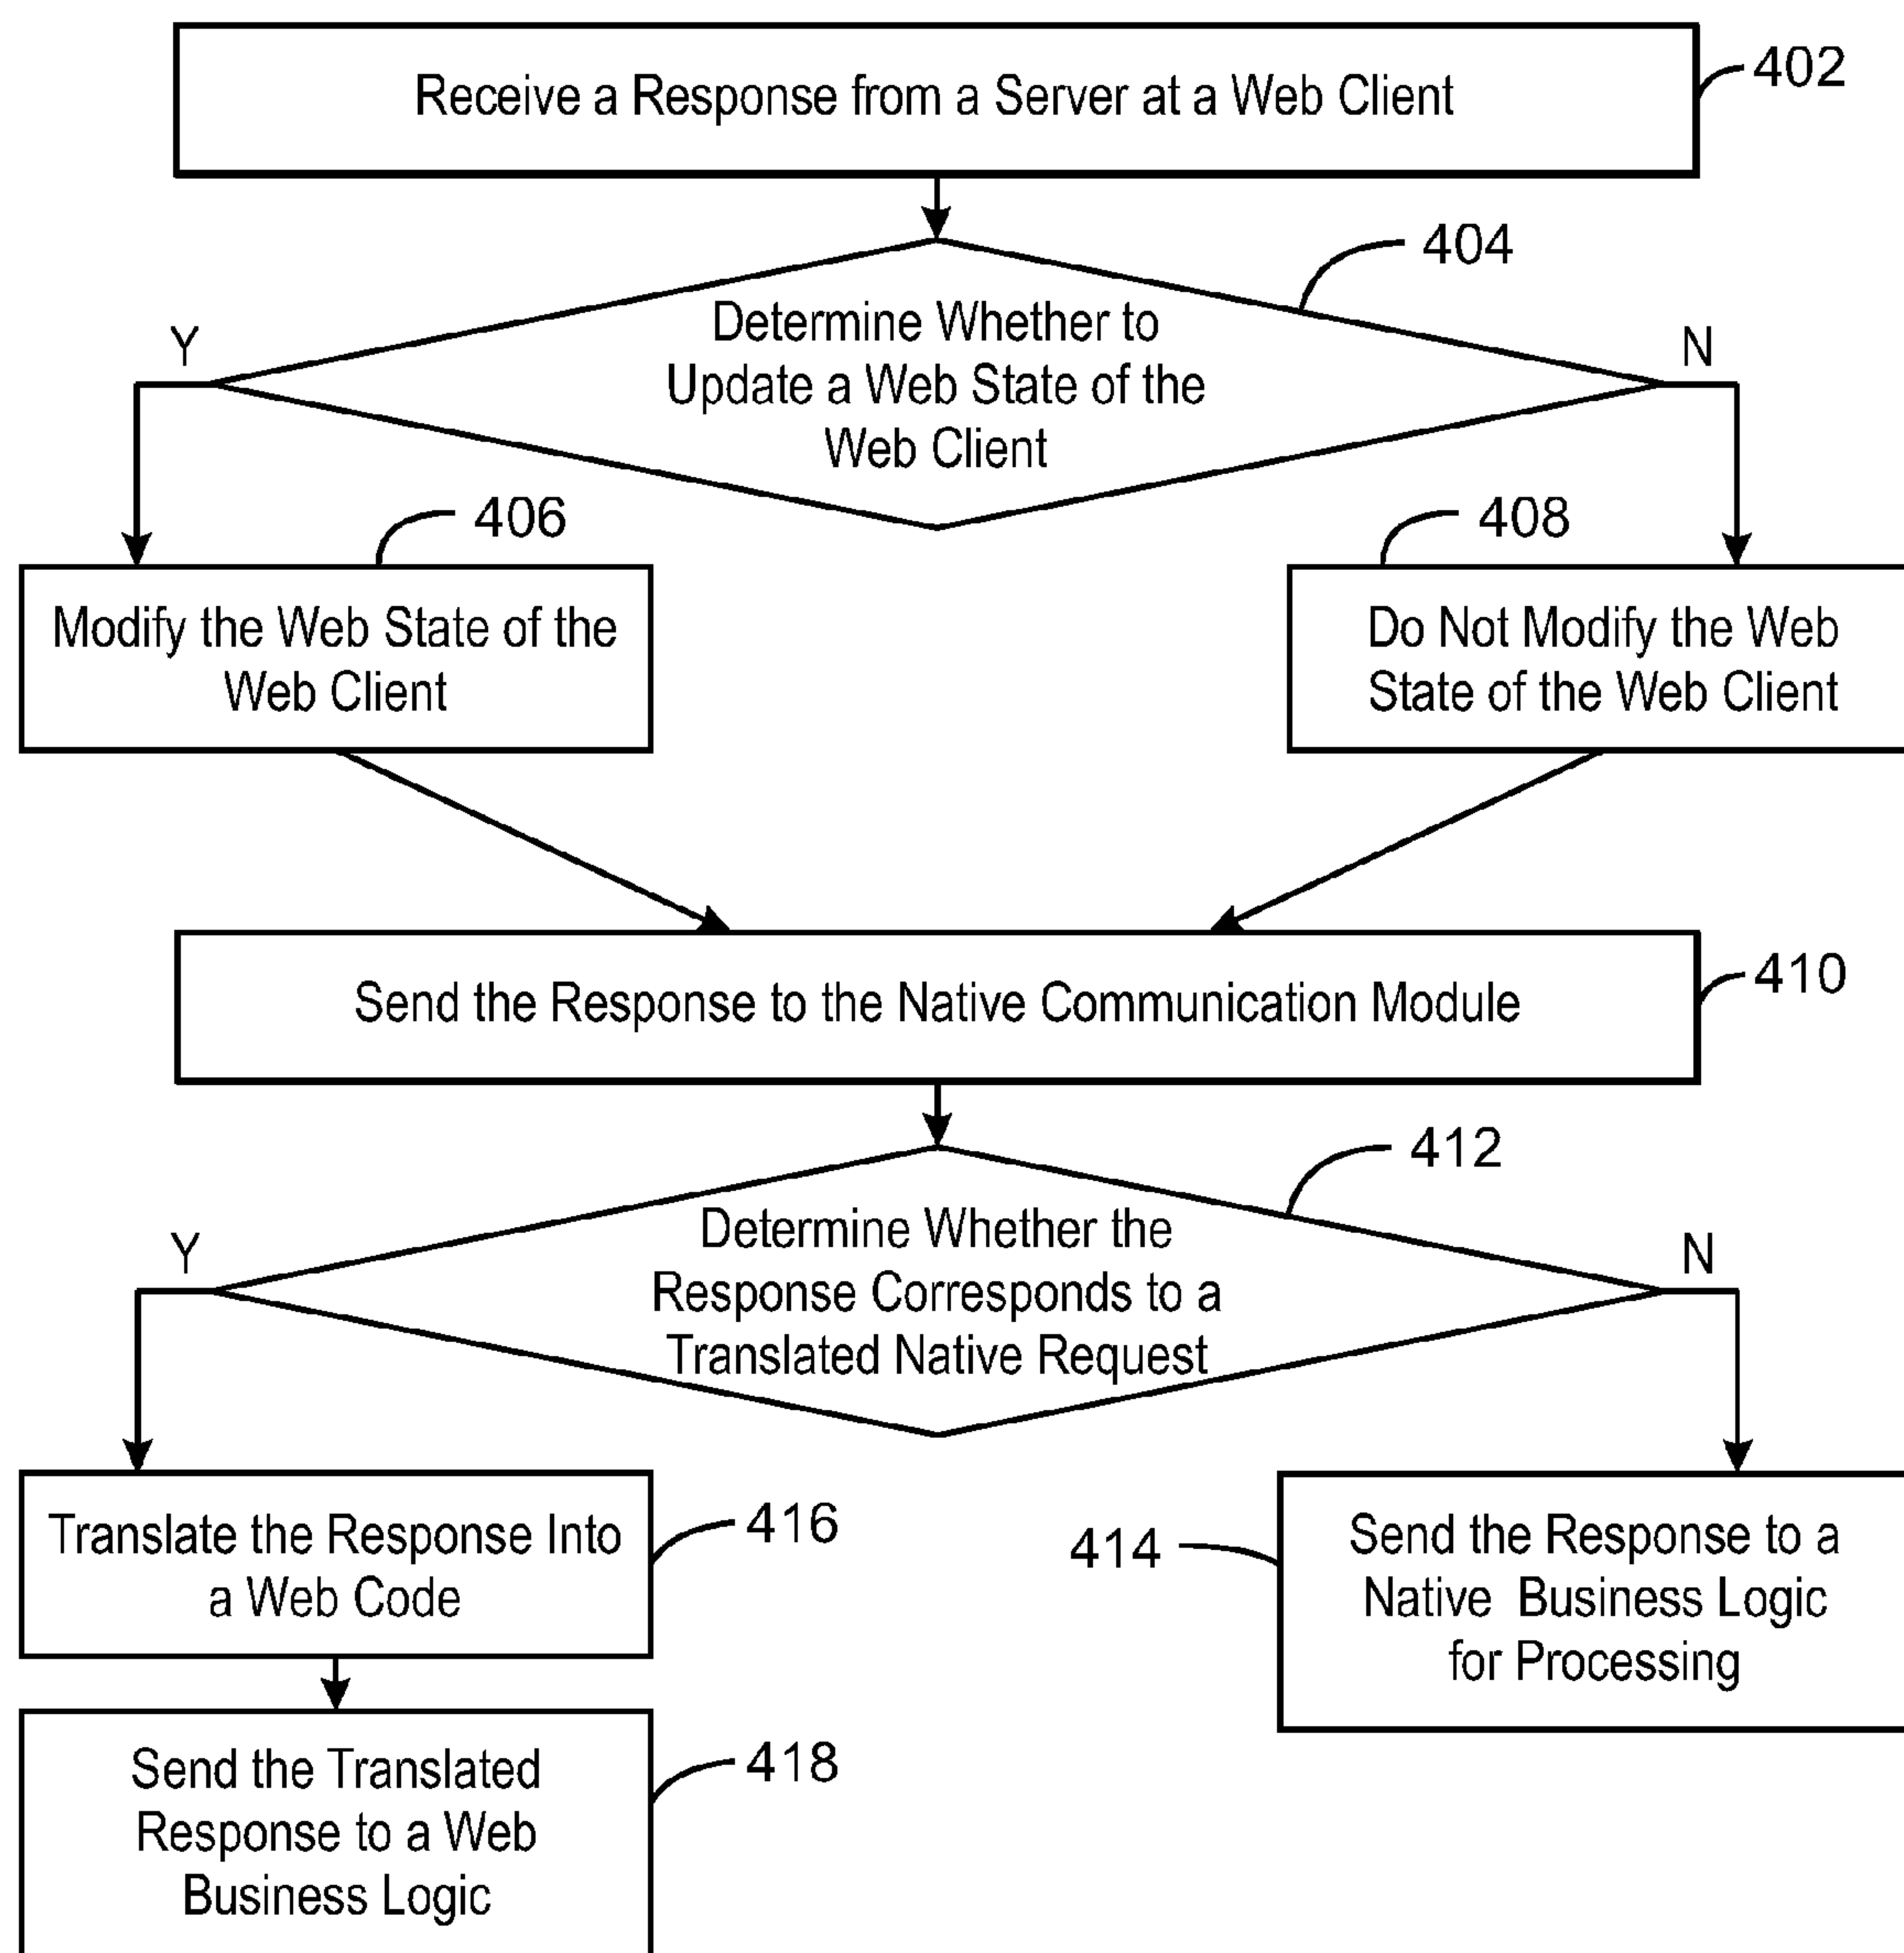 Receive a Response from a Server at a Web Client
402
404
Determine Whether to
Update a Web State of the
Web Client
Y
N
406
408
Modify the Web State of the
Web Client
Do Not Modify the Web
State of the Web Client
Send the Response to the Native Communication Module
410
412
Determine Whether the
Response Corresponds to a
Translated Native Request
Y
N
Translate the Response Into
a Web Code
416
414
Send the Response to a
Native Business Logic
for Processing
Send the Translated
Response to a Web
Business Logic
418